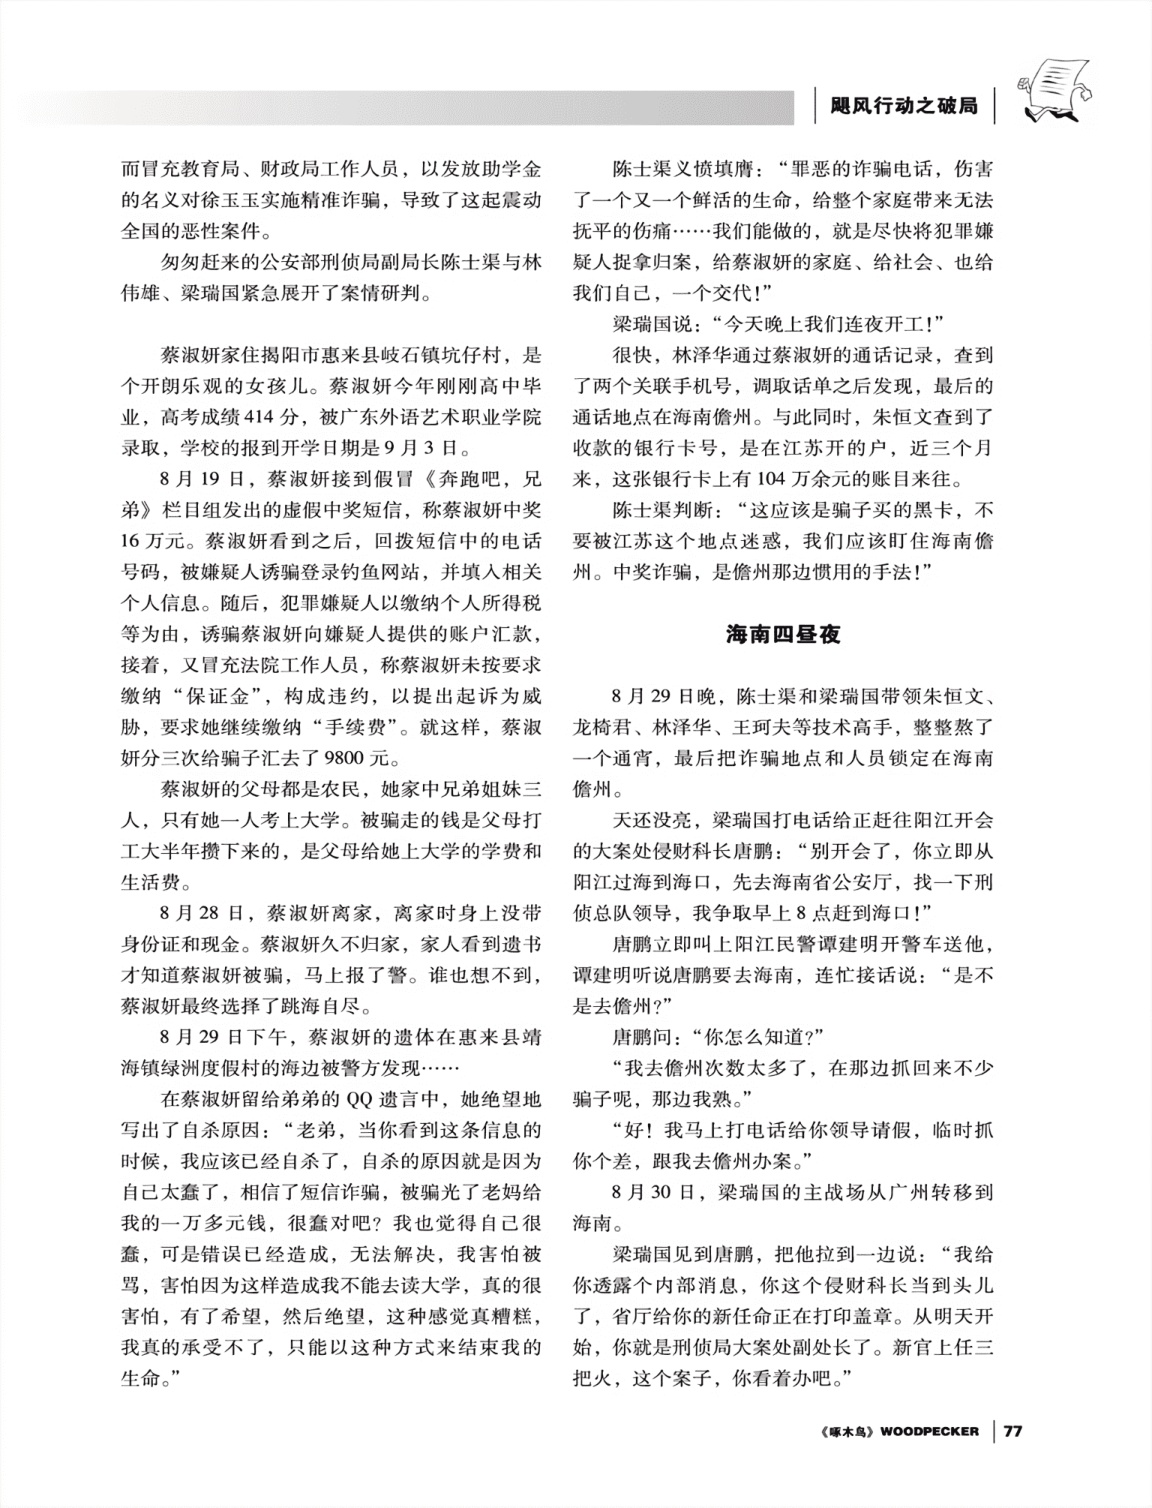 飓风行动之破局
而冒充教育局、财政局工作人员，以发放助学金
的名义对徐玉玉实施精准诈骗，导致了这起震动
全国的恶性案件。
匆匆赶来的公安部刑侦局副局长陈士渠与林
伟雄、梁瑞国紧急展开了案情研判。
蔡淑妍家住揭阳市惠来县岐石镇坑仔村，是
个开朗乐观的女孩儿。蔡淑妍今年刚刚高中毕
业，高考成绩 414 分，被广东外语艺术职业学院
录取，学校的报到开学日期是 9 月 3 日。
8 月 19 日，蔡淑妍接到假冒《奔跑吧，兄
弟》栏目组发出的虚假中奖短信，称蔡淑妍中奖
16 万元。蔡淑妍看到之后，回拨短信中的电话
号码，被嫌疑人诱骗登录钓鱼网站，并填入相关
个人信息。随后，犯罪嫌疑人以缴纳个人所得税
等为由，诱骗蔡淑妍向嫌疑人提供的账户汇款，
接着，又冒充法院工作人员，称蔡淑妍未按要求
缴纳“保证金”，构成违约，以提出起诉为威
胁，要求她继续缴纳“手续费”。就这样，蔡淑
妍分三次给骗子汇去了 9800 元。
蔡淑妍的父母都是农民，她家中兄弟姐妹三
人，只有她一人考上大学。被骗走的钱是父母打
工大半年攒下来的，是父母给她上大学的学费和
生活费。
8 月 28 日，蔡淑妍离家，离家时身上没带
身份证和现金。蔡淑妍久不归家，家人看到遗书
才知道蔡淑妍被骗，马上报了警。谁也想不到，
蔡淑妍最终选择了跳海自尽。
8 月 29 日下午，蔡淑妍的遗体在惠来县靖
海镇绿洲度假村的海边被警方发现……
在蔡淑妍留给弟弟的 QQ 遗言中，她绝望地
写出了自杀原因：“老弟，当你看到这条信息的
时候，我应该已经自杀了，自杀的原因就是因为
自己太蠢了，相信了短信诈骗，被骗光了老妈给
我的一万多元钱，很蠢对吧？我也觉得自己很
蠢，可是错误已经造成，无法解决，我害怕被
骂，害怕因为这样造成我不能去读大学，真的很
害怕，有了希望，然后绝望，这种感觉真糟糕，
我真的承受不了，只能以这种方式来结束我的
生命。”
陈士渠义愤填膺：“罪恶的诈骗电话，伤害
了一个又一个鲜活的生命，给整个家庭带来无法
抚平的伤痛……我们能做的，就是尽快将犯罪嫌
疑人捉拿归案，给蔡淑妍的家庭、给社会、也给
我们自己，一个交代！”
梁瑞国说：“今天晚上我们连夜开工！”
很快，林泽华通过蔡淑妍的通话记录，查到
了两个关联手机号，调取话单之后发现，最后的
通话地点在海南儋州。与此同时，朱恒文查到了
收款的银行卡号，是在江苏开的户，近三个月
来，这张银行卡上有 104 万余元的账目来往。
陈士渠判断：“这应该是骗子买的黑卡，不
要被江苏这个地点迷惑，我们应该盯住海南儋
州。中奖诈骗，是儋州那边惯用的手法！”
海南四昼夜
8 月 29 日晚，陈士渠和梁瑞国带领朱恒文、
龙椅君、林泽华、王珂夫等技术高手，整整熬了
一个通宵，最后把诈骗地点和人员锁定在海南
儋州。
天还没亮，梁瑞国打电话给正赶往阳江开会
的大案处侵财科长唐鹏：“别开会了，你立即从
阳江过海到海口，先去海南省公安厅，找一下刑
侦总队领导，我争取早上 8 点赶到海口！”
唐鹏立即叫上阳江民警谭建明开警车送他，
谭建明听说唐鹏要去海南，连忙接话说：“是不
是去儋州？”
唐鹏问：“你怎么知道？”
“我去儋州次数太多了，在那边抓回来不少
骗子呢，那边我熟。”
“好！我马上打电话给你领导请假，临时抓
你个差，跟我去儋州办案。”
8 月 30 日，梁瑞国的主战场从广州转移到
海南。
梁瑞国见到唐鹏，把他拉到一边说：“我给
你透露个内部消息，你这个侵财科长当到头儿
了，省厅给你的新任命正在打印盖章。从明天开
始，你就是刑侦局大案处副处长了。新官上任三
把火，这个案子，你看着办吧。”
《啄木鸟》WOODPECKER 77